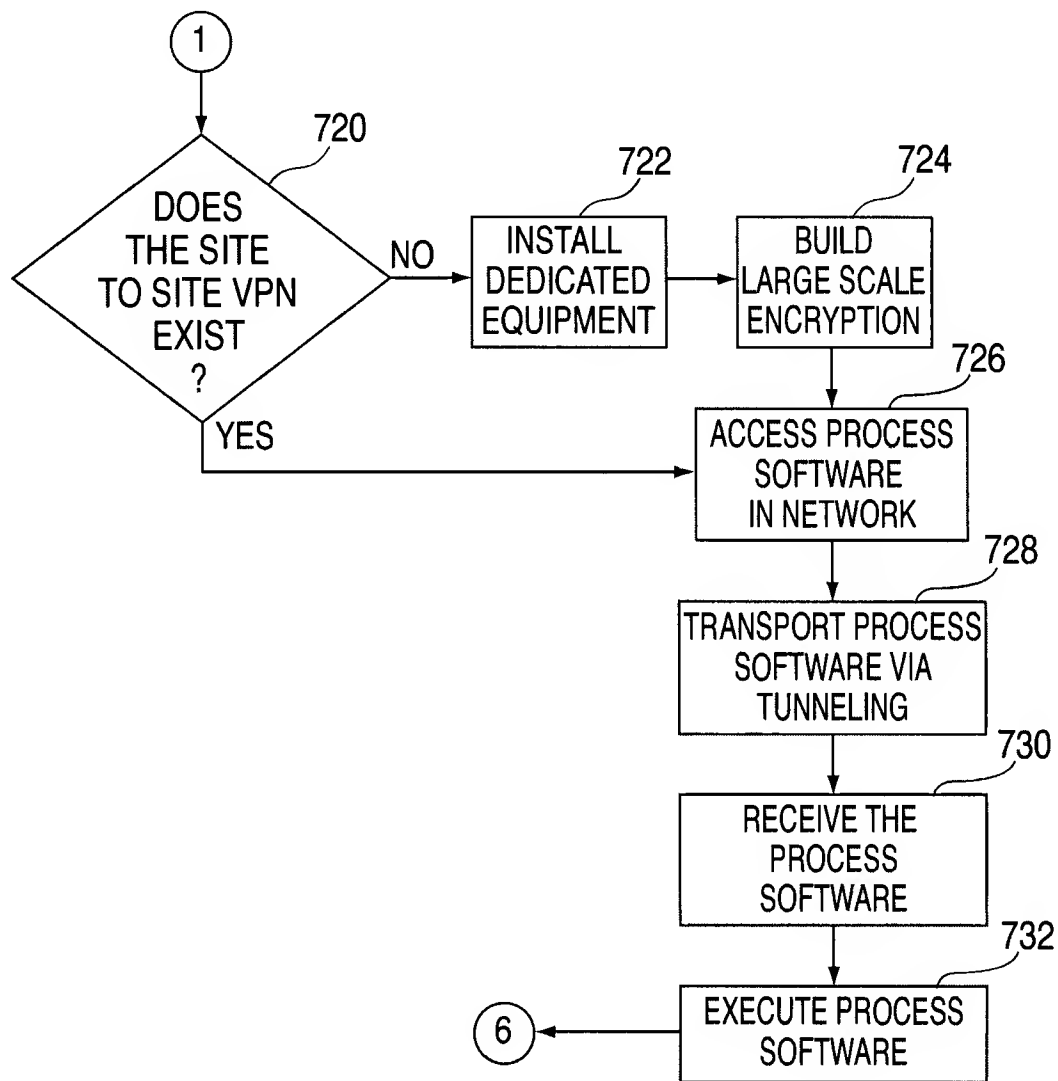 1
720
DOES
THE SITE
TO SITE VPN
EXIST
?
NO
YES
722
INSTALL
DEDICATED
EQUIPMENT
724
BUILD
LARGE SCALE
ENCRYPTION
726
ACCESS PROCESS
SOFTWARE
IN NETWORK
728
TRANSPORT PROCESS
SOFTWARE VIA
TUNNELING
730
RECEIVE THE
PROCESS
SOFTWARE
732
EXECUTE PROCESS
SOFTWARE
6